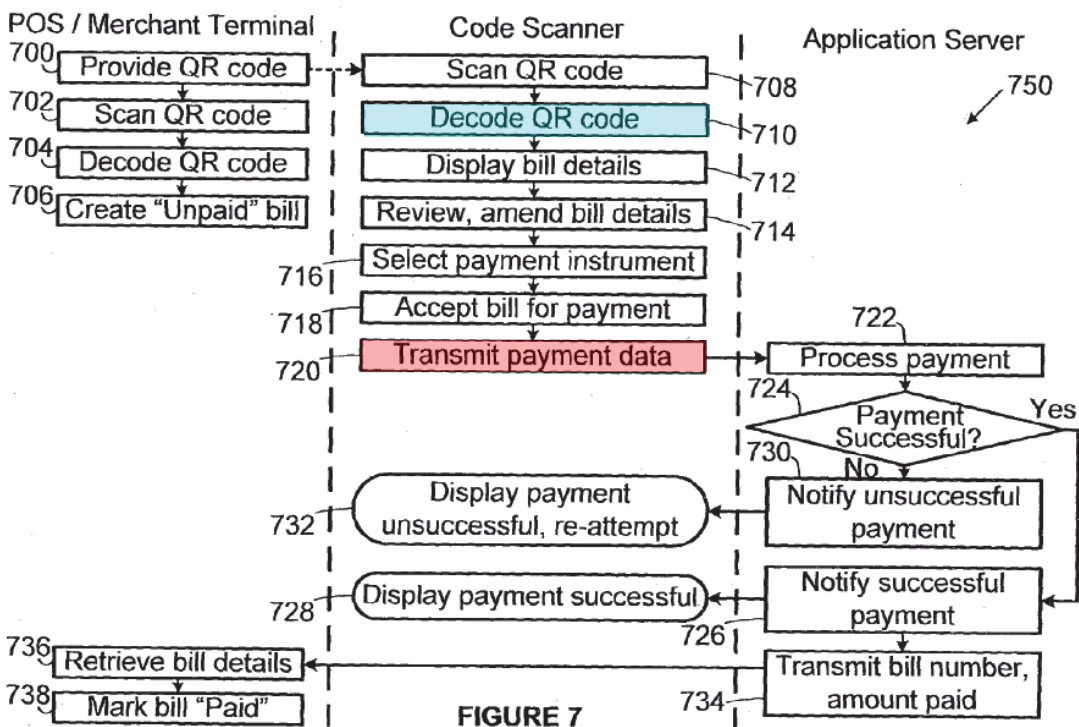 POS / Merchant Terminal
Code Scanner
Application Server
700
Provide QR code
Scan QR code
708
750
702
Scan QR code
Decode QR code
710
704
Decode QR code
Display bill details
712
706
Create “Unpaid” bill
Review, amend bill details
714
716
Select payment instrument
718
Accept bill for payment
722
720
Transmit payment data
Process payment
724
Payment
Successful?
Yes
730
No
Display payment
unsuccessful, re-attempt
732
Notify unsuccessful
payment
Display payment successful
728
Notify successful
payment
726
736
Retrieve bill details
Transmit bill number,
amount paid
734
738
Mark bill “Paid”
FIGURE 7